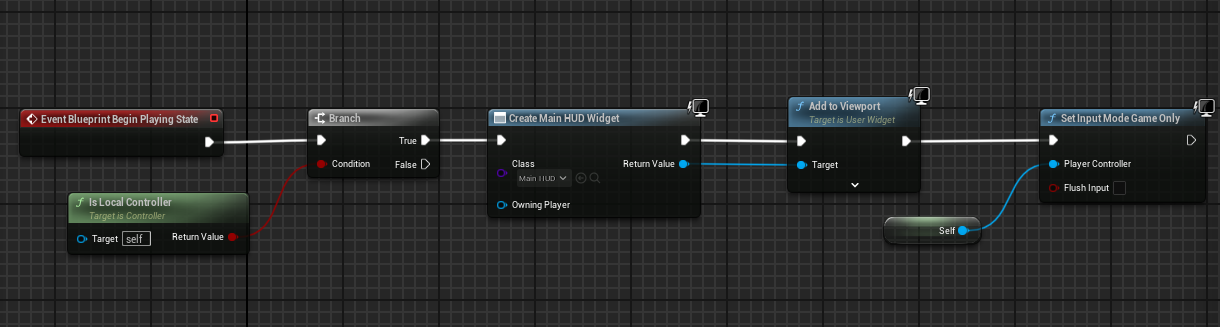 Event Blueprint Begin Playing State
Is Local Controller
Target is Controller
Target self
Return Value
Branch
True
Condition
False
Create Main HUD Widget
Class
Main HUD
Return Value
Owning Player
Add to Viewport
Target is User Widget
Target
Self
Set Input Mode Game Only
Player Controller
Flush Input